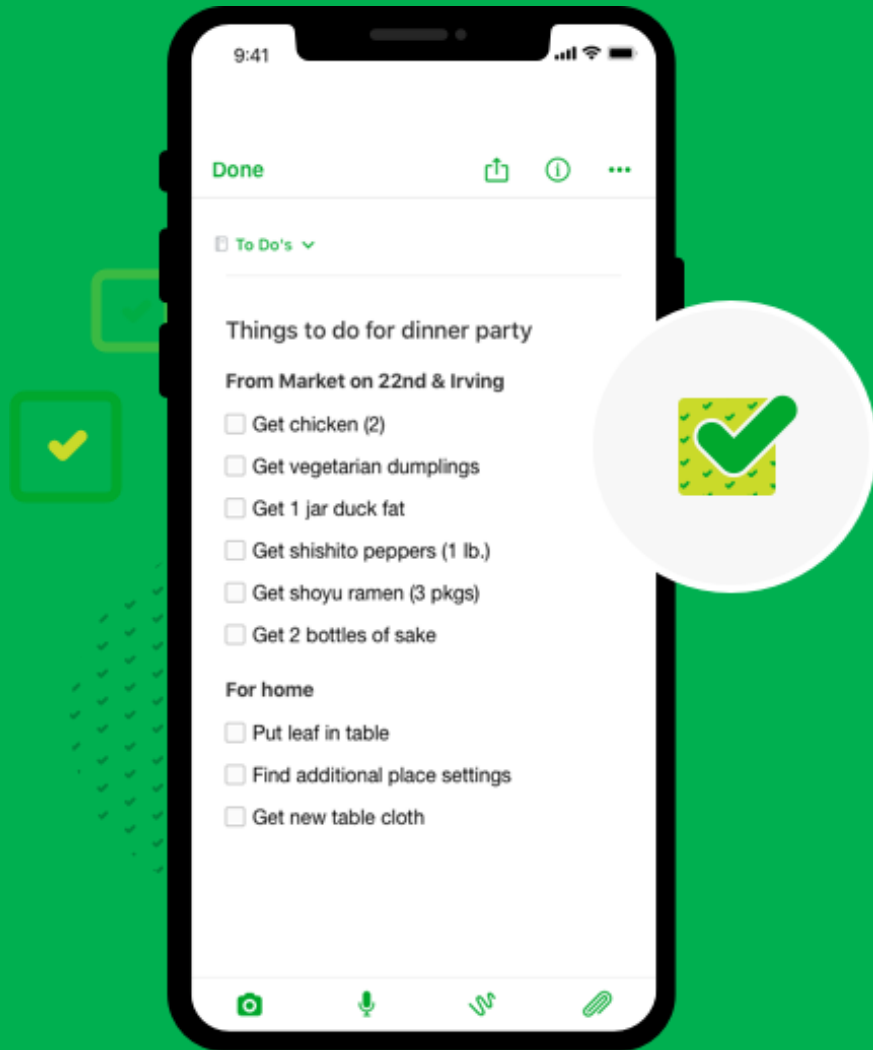 9:41
Done
To Do's
Things to do for dinner party
From Market on 22nd & Irving
Get chicken (2)
Get vegetarian dumplings
Get 1 jar duck fat
Get shishito peppers (1 lb.)
Get shoyu ramen (3 pkgs)
Get 2 bottles of sake
For home
Put leaf in table
Find additional place settings
Get new table cloth